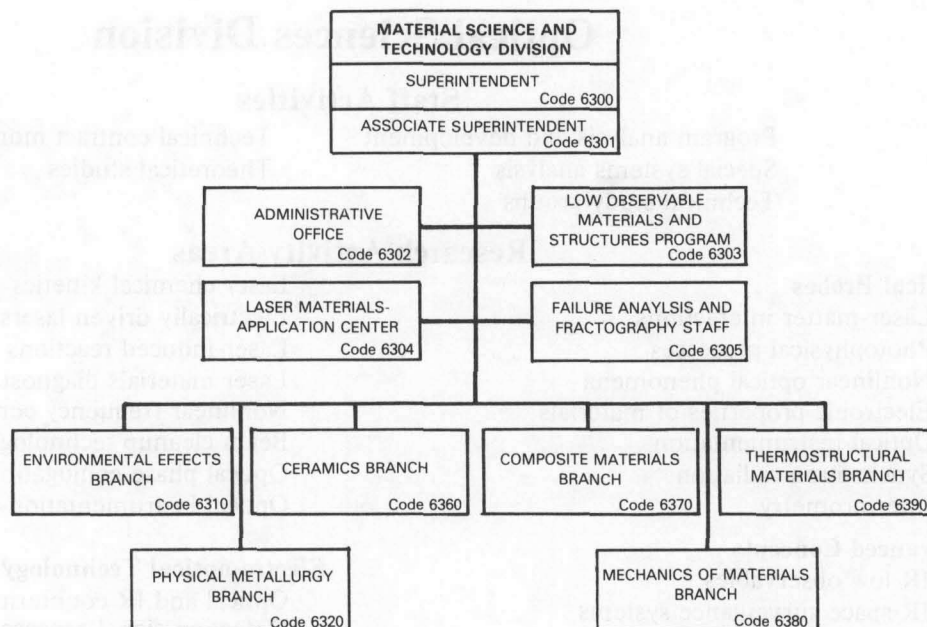 MATERIAL SCIENCE AND
TECHNOLOGY DIVISION
SUPERINTENDENT
Code 6300
ASSOCIATE SUPERINTENDENT
Code 6301
ADMINISTRATIVE
OFFICE
Code 6302
LOW OBSERVABLE
MATERIALS AND
STRUCTURES PROGRAM
Code 6303
LASER MATERIALS-
APPLICATION CENTER
Code 6304
FAILURE ANAYLSIS AND
FRACTOGRAPHY STAFF
Code 6305
ENVIRONMENTAL EFFECTS
BRANCH
Code 6310
CERAMICS BRANCH
Code 6360
COMPOSITE MATERIALS
BRANCH
Code 6370
THERMOSTRUCTURAL
MATERIALS BRANCH
Code 6390
PHYSICAL METALLURGY
BRANCH
Code 6320
MECHANICS OF MATERIALS
BRANCH
Code 6380